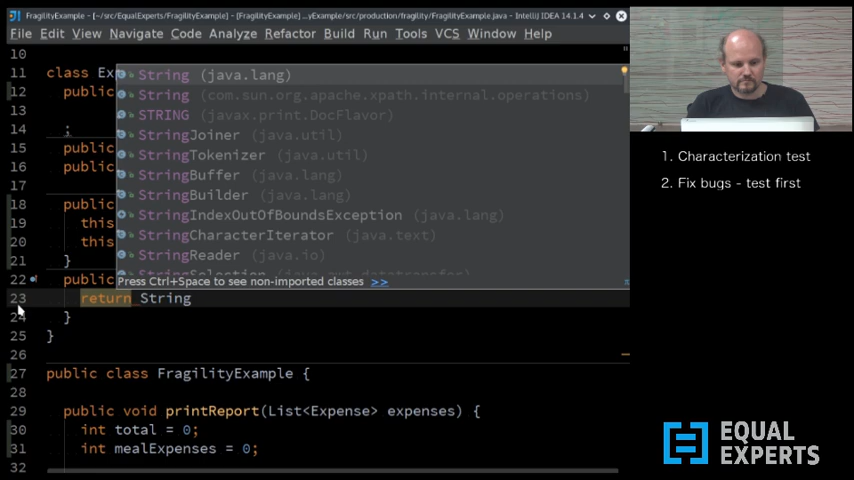 FragilityExample - [~/src/EqualExperts/FragilityExample] - [FragilityExample] ...yExample/src/production/fragility/FragilityExample.java - IntelliJ IDEA 14.1.4
File Edit View Navigate Code Analyze Refactor Build Run Tools VCS Window Help
10
11 class Exp
12 public
13
14 ;
15 public
16 public
17
18 public
19 this
20 this
21 }
22 public
23 return String
24 }
25 }
26
27 public class FragilityExample {
28
29 public void printReport(List<Expense> expenses) {
30 int total = 0;
31 int mealExpenses = 0;
32
String (java.lang)
String (com.sun.org.apache.xpath.internal.operations)
STRING (javax.print.DocFlavor)
StringJoiner (java.util)
StringTokenizer (java.util)
StringBuffer (java.lang)
StringBuilder (java.lang)
StringIndexOutOfBoundsException (java.lang)
StringCharacterIterator (java.text)
StringReader (java.io)
StringSelection (java.awt.datatransfer)
Press Ctrl+Space to see non-imported classes >>
1. Characterization test
2. Fix bugs - test first
EQUAL
EXPERTS